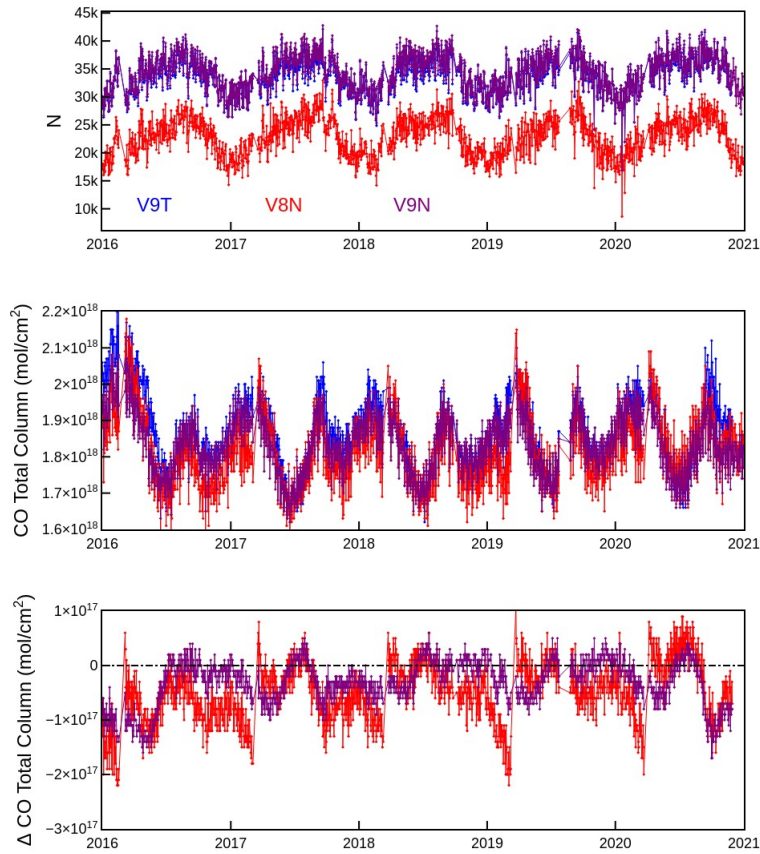 45k
40k
35k
30k
25k
20k
15k
10k
N
V9T V8N V9N
2016 2017 2018 2019 2020 2021
2.2×10¹⁸
2.1×10¹⁸
2×10¹⁸
1.9×10¹⁸
1.8×10¹⁸
1.7×10¹⁸
1.6×10¹⁸
CO Total Column (mol/cm²)
2016 2017 2018 2019 2020 2021
1×10¹⁷
0
−1×10¹⁷
−2×10¹⁷
−3×10¹⁷
Δ CO Total Column (mol/cm²)
2016 2017 2018 2019 2020 2021